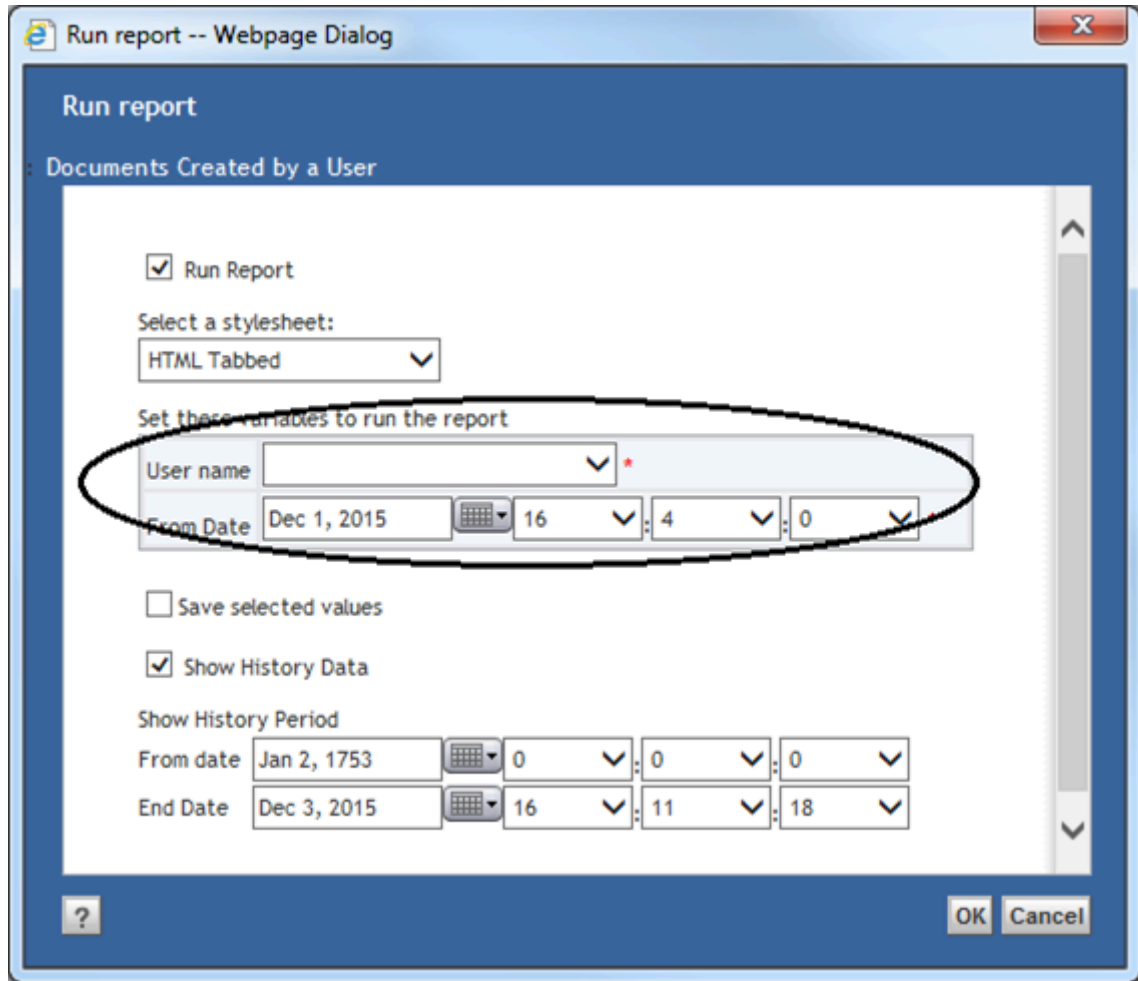 Run report -- Webpage Dialog
Run report
: Documents Created by a User
Run Report
Select a stylesheet:
HTML Tabbed
Set these variables to run the report
User name *
From Date Dec 1, 2015 16 : 4 : 0 *
Save selected values
Show History Data
Show History Period
From date Jan 2, 1753 0 : 0 : 0
End Date Dec 3, 2015 16 : 11 : 18
? OK Cancel